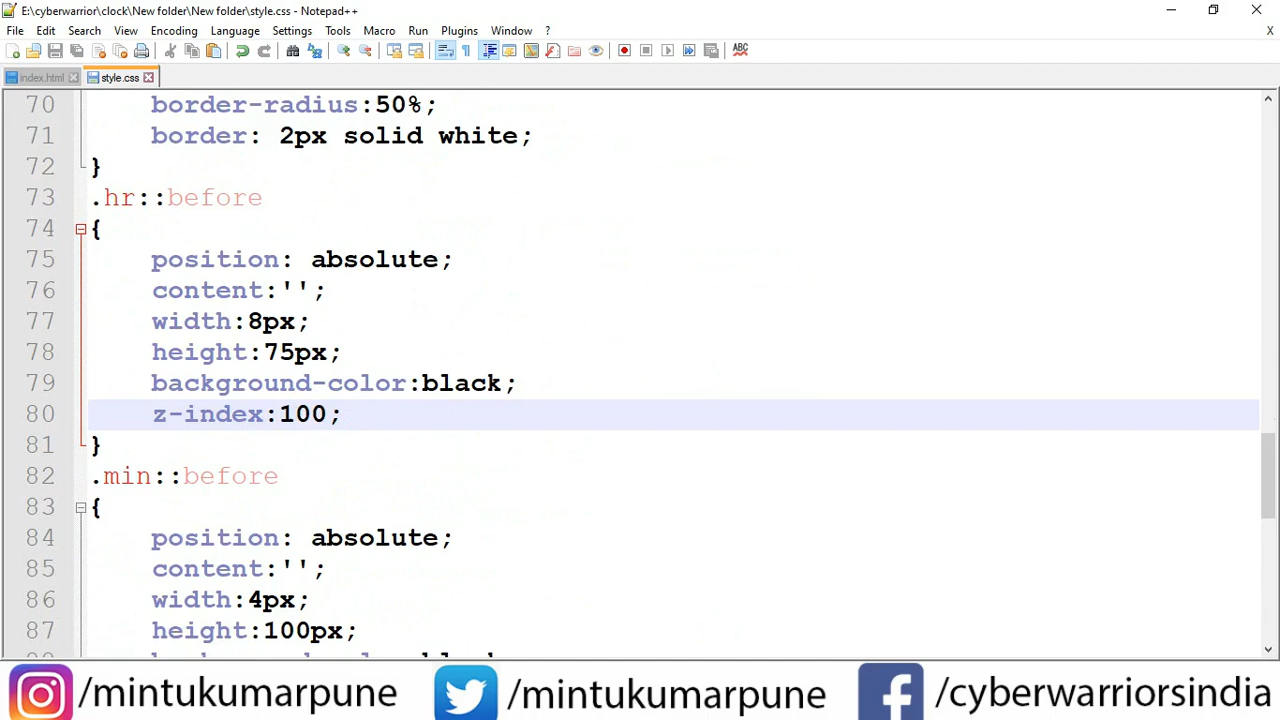 E:\cyberwarrior\clock\New folder\New folder\style.css - Notepad++
File Edit Search View Encoding Language Settings Tools Macro Run Plugins Window ? X
ABC
index.html style.css
70 border-radius:50%;
71 border: 2px solid white;
72 }
73 .hr::before
74 {
75 position: absolute;
76 content:'';
77 width:8px;
78 height:75px;
79 background-color:black;
80 z-index:100;
81 }
82 .min::before
83 {
84 position: absolute;
85 content:'';
86 width:4px;
87 height:100px;
/mintukumarpune /mintukumarpune /cyberwarriorsindia